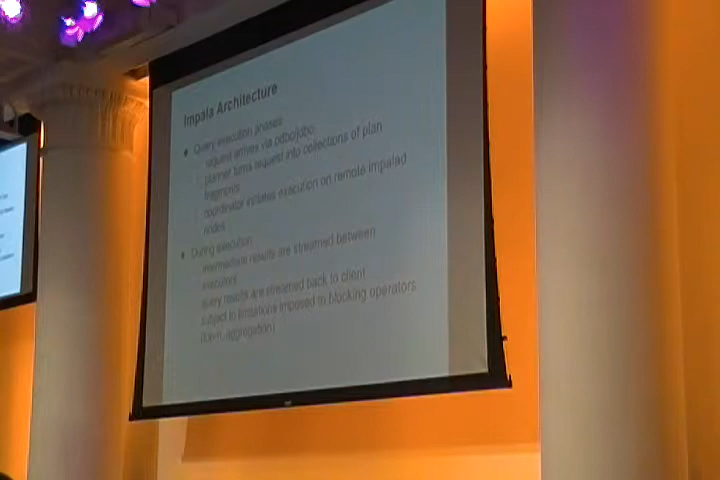 Impala Architecture
Query execution phases
request arrives via odbc/jdbc
planner turns request into collections of plan
fragments
coordinator initiates execution on remote impalad
nodes
During execution
intermediate results are streamed between
executors
query results are streamed back to client
subject to limitations imposed to blocking operators
(top-n, aggregation)